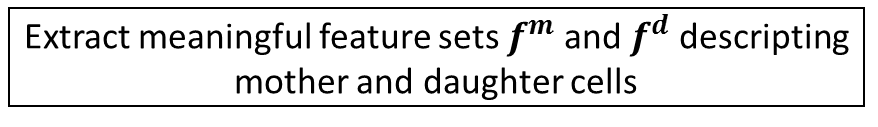 Extract meaningful feature sets f^m and f^d descripting
mother and daughter cells